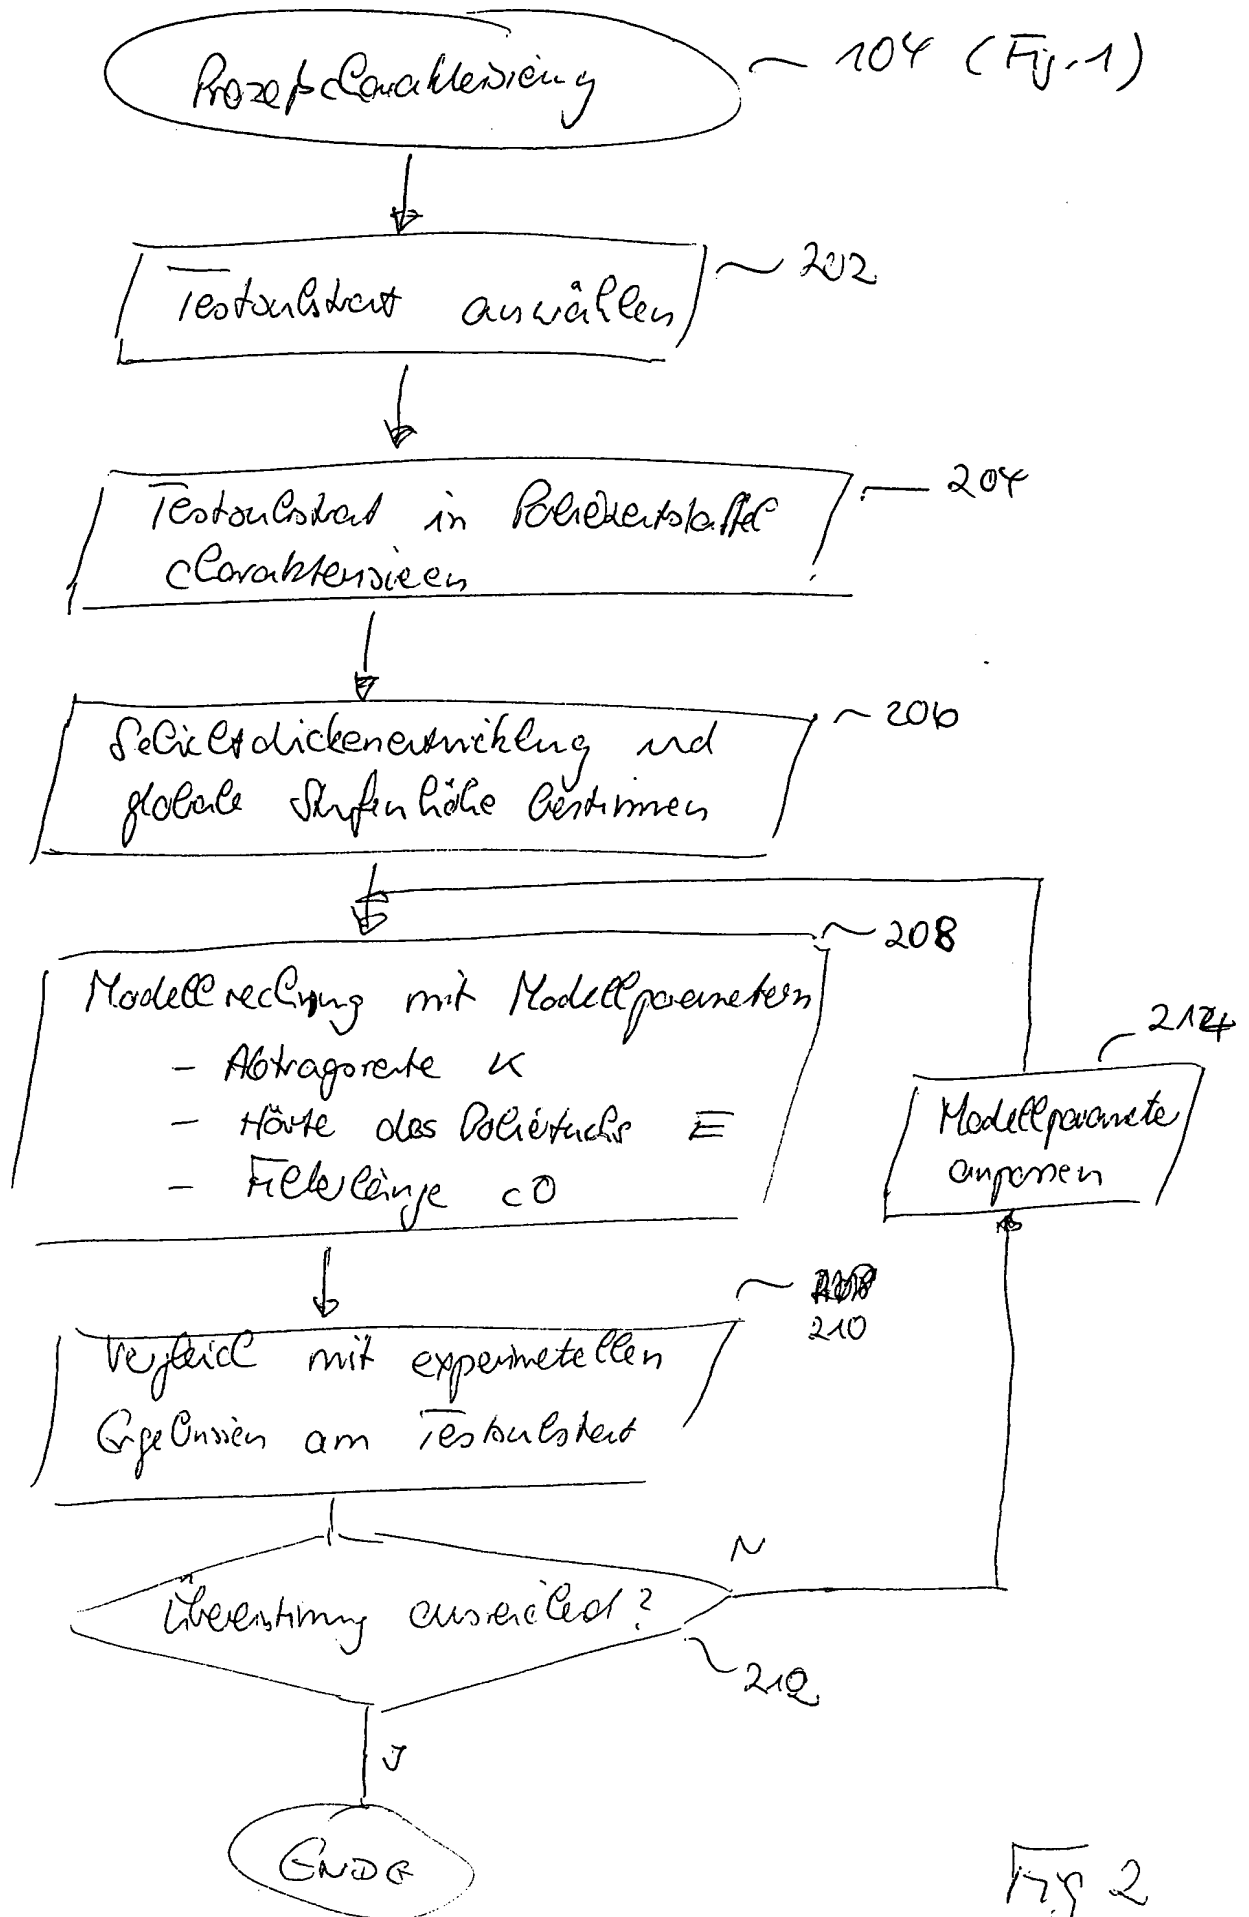 Prozeßcharakterisierung
104 (Fig. 1)
Testsubstrat auswählen
202
Testsubstrat in Polierzeitstaffel
charakterisieren
204
Schichtdickenentwicklung und
globale Stufenhöhe bestimmen
206
Modellrechnung mit Modellparametern
- Abtragsrate K
- Härte des Poliertuchs E
- Filterlänge c0
208
Modellparameter
anpassen
214
Vergleich mit experimentellen
Ergebnissen am Testsubstrat
210
Übereinstimmung ausreichend?
N
212
J
ENDE
Fig 2